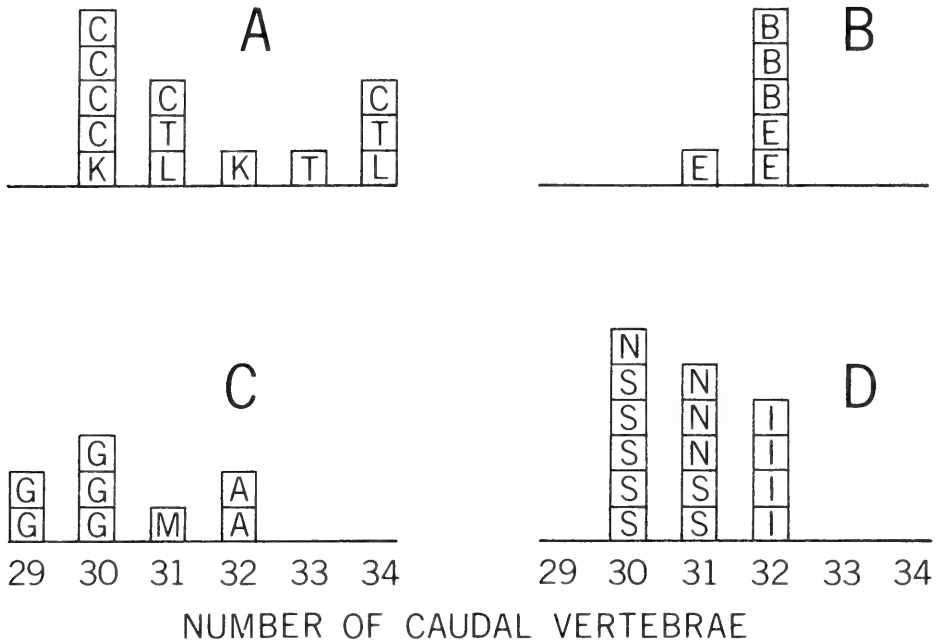 C A B
C B
C C C B
C T T E
K L K T L E E
N
S N
C S N I
G S N I
G G A S S I
G G M A S S I
D
29 30 31 32 33 34 29 30 31 32 33 34
NUMBER OF CAUDAL VERTEBRAE